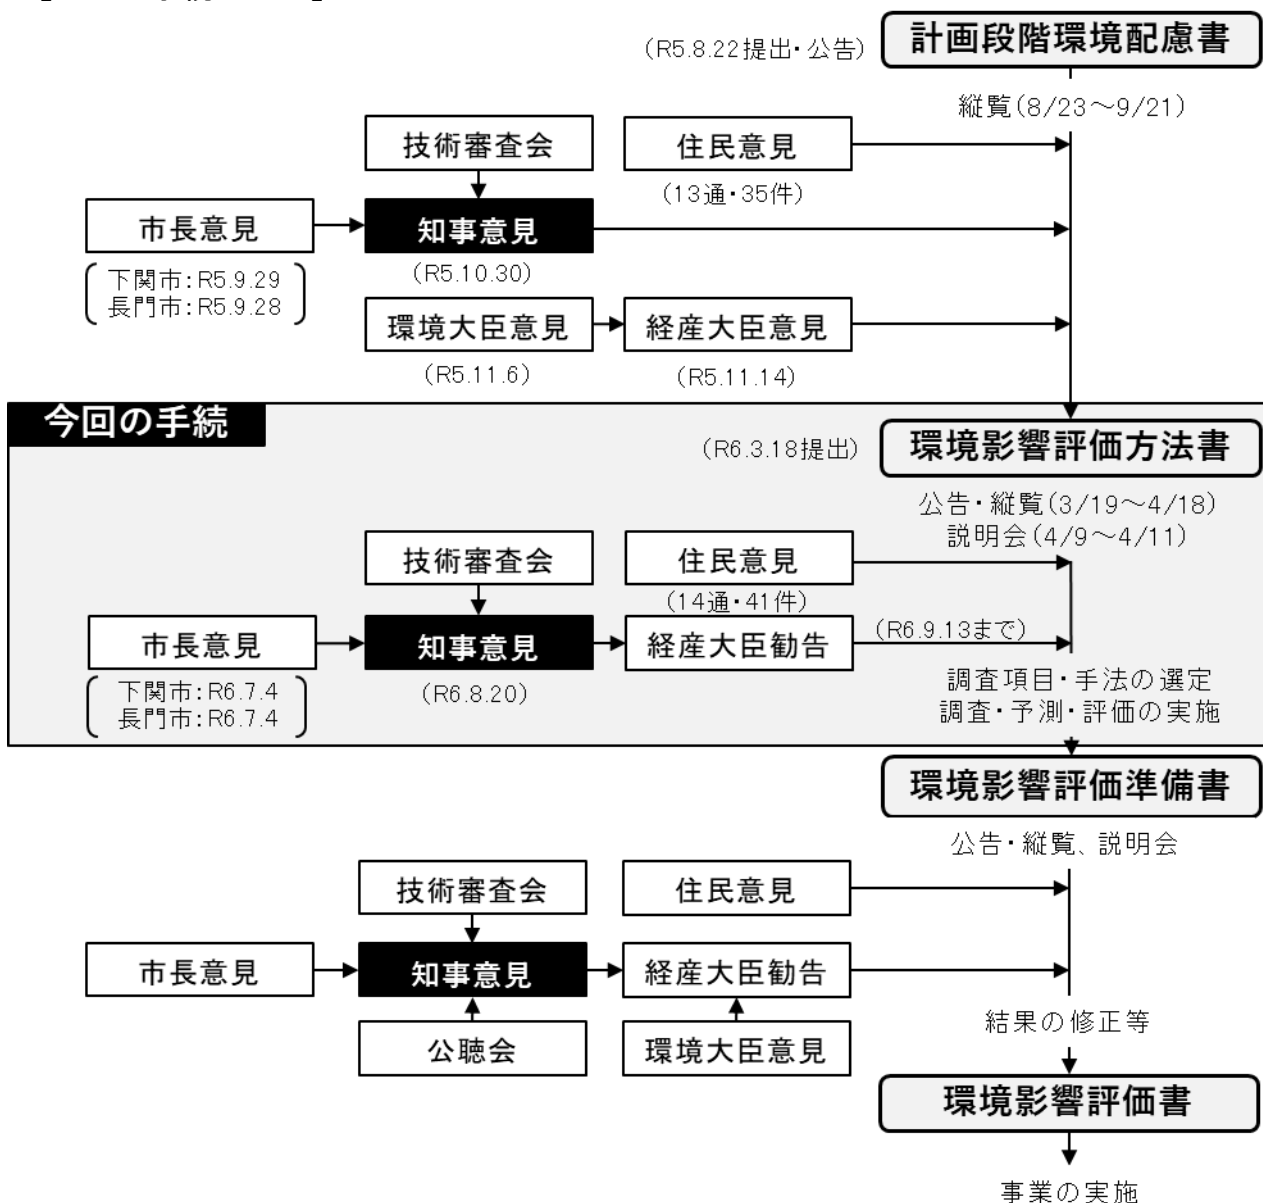 計画段階環境配慮書
(R5.8.22提出・公告)
縦覧(8/23～9/21)
技術審査会
住民意見
(13通・35件)
市長意見
知事意見
下関市:R5.9.29
長門市:R5.9.28
(R5.10.30)
環境大臣意見
経産大臣意見
(R5.11.6)
(R5.11.14)
今回の手続
(R6.3.18提出)
環境影響評価方法書
公告・縦覧(3/19～4/18)
説明会(4/9～4/11)
技術審査会
住民意見
(14通・41件)
市長意見
知事意見
経産大臣勧告
(R6.9.13まで)
下関市:R6.7.4
長門市:R6.7.4
(R6.8.20)
調査項目・手法の選定
調査・予測・評価の実施
環境影響評価準備書
公告・縦覧、説明会
技術審査会
住民意見
市長意見
知事意見
経産大臣勧告
公聴会
環境大臣意見
結果の修正等
環境影響評価書
事業の実施